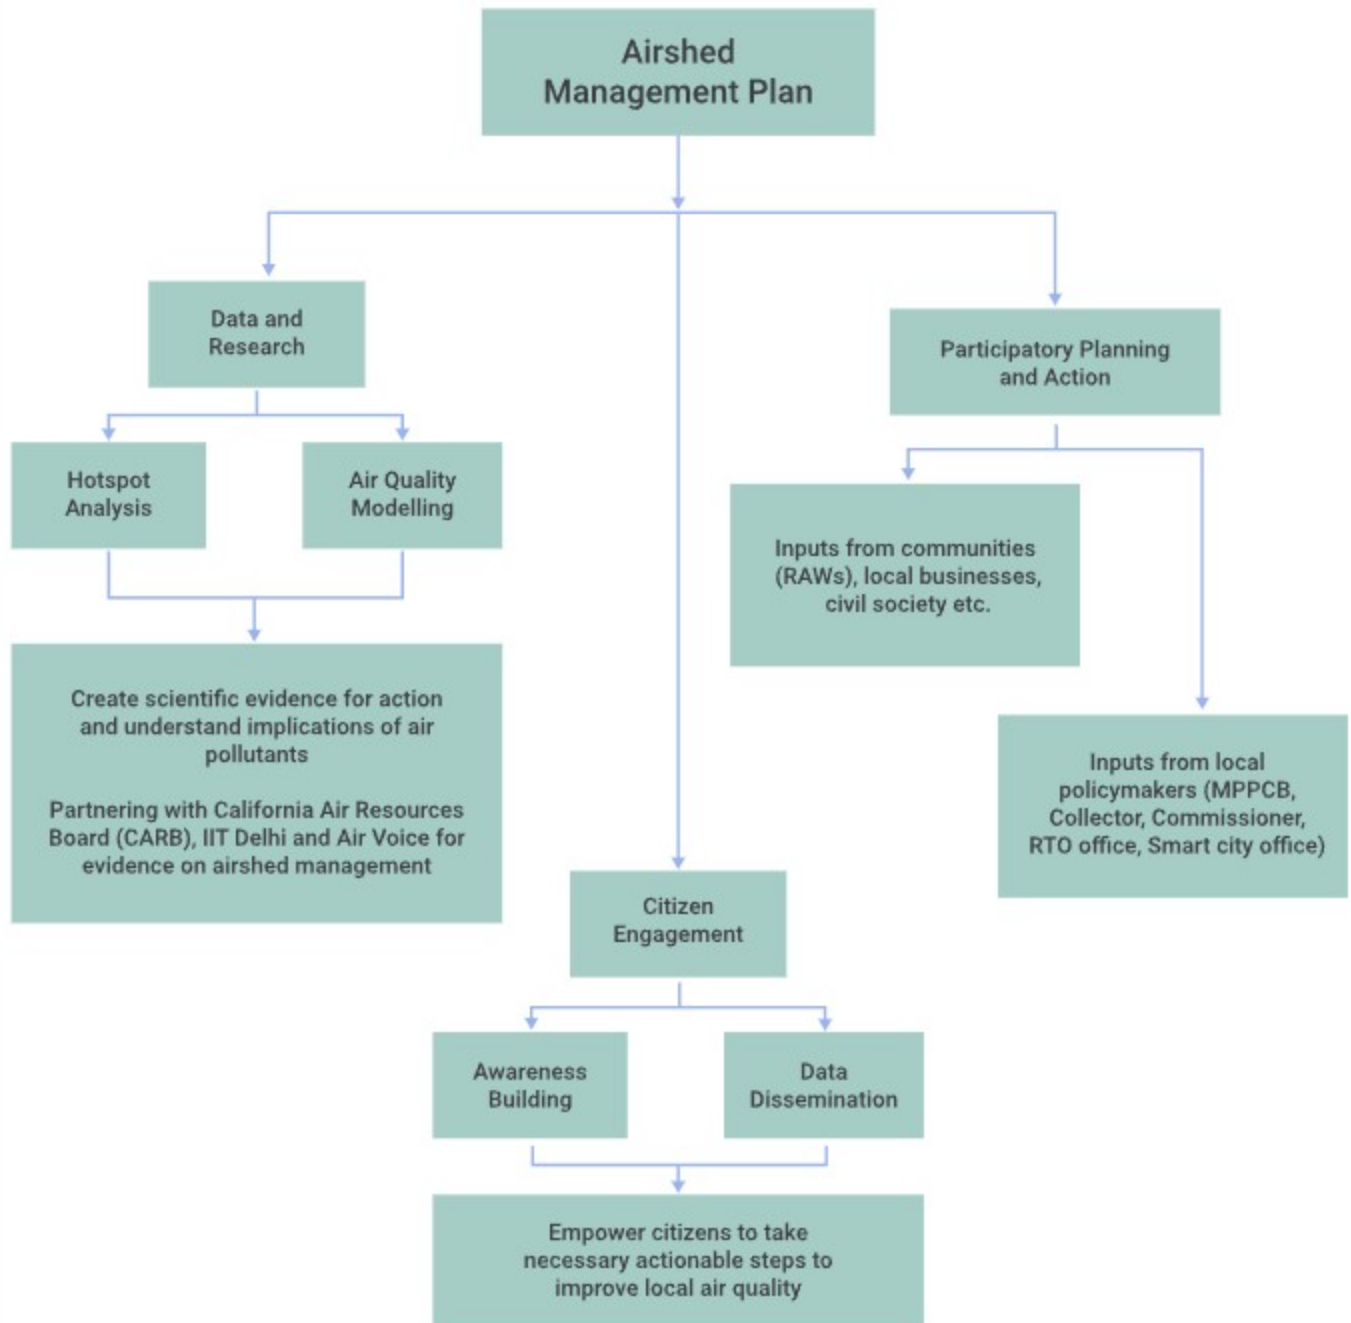 Airshed
Management Plan
Data and
Research
Participatory Planning
and Action
Hotspot
Analysis
Air Quality
Modelling
Inputs from communities
(RAWs), local businesses,
civil society etc.
Create scientific evidence for action
and understand implications of air
pollutants
Partnering with California Air Resources
Board (CARB), IIT Delhi and Air Voice for
evidence on airshed management
Inputs from local
policymakers (MPPCB,
Collector, Commissioner,
RTO office, Smart city office)
Citizen
Engagement
Awareness
Building
Data
Dissemination
Empower citizens to take
necessary actionable steps to
improve local air quality